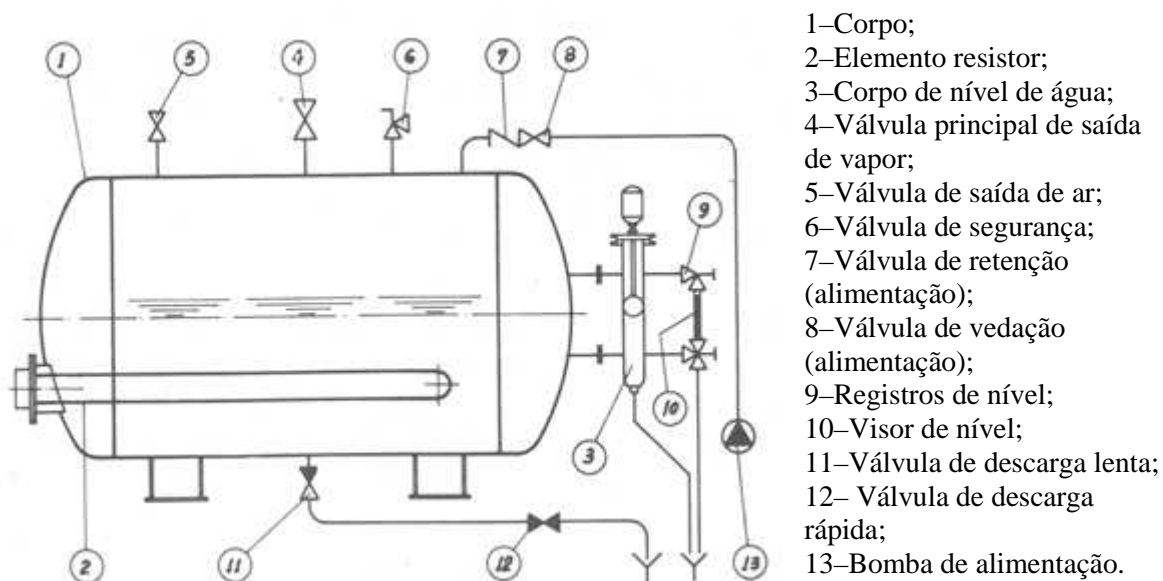 1
5
4
6
7
8
9
10
3
2
11
12
13
1–Corpo;
2–Elemento resistor;
3–Corpo de nível de água;
4–Válvula principal de saída
de vapor;
5–Válvula de saída de ar;
6–Válvula de segurança;
7–Válvula de retenção
(alimentação);
8–Válvula de vedação
(alimentação);
9–Registros de nível;
10–Visor de nível;
11–Válvula de descarga lenta;
12– Válvula de descarga
rápida;
13–Bomba de alimentação.